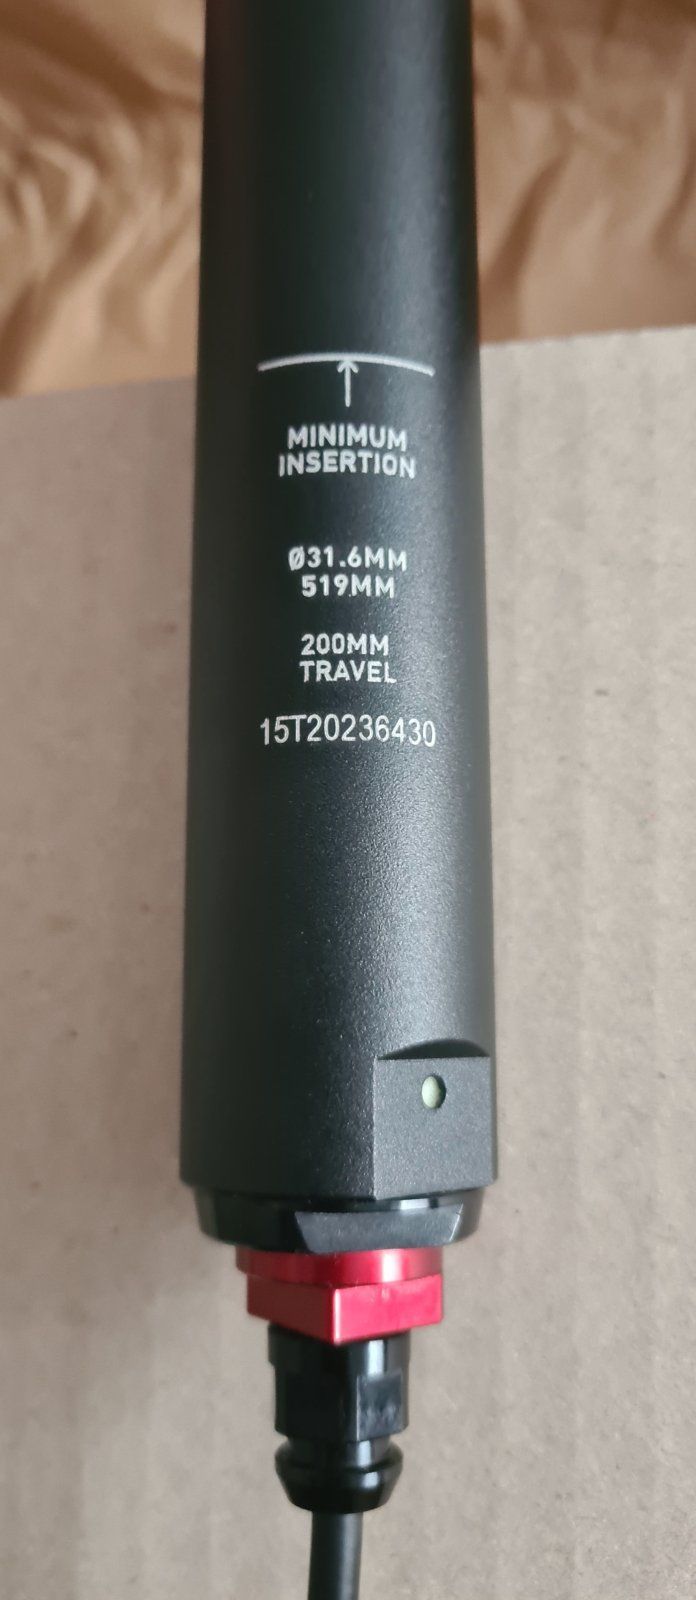 MINIMUM
INSERTION
Ø31.6MM
519MM
200MM
TRAVEL
15T20236430